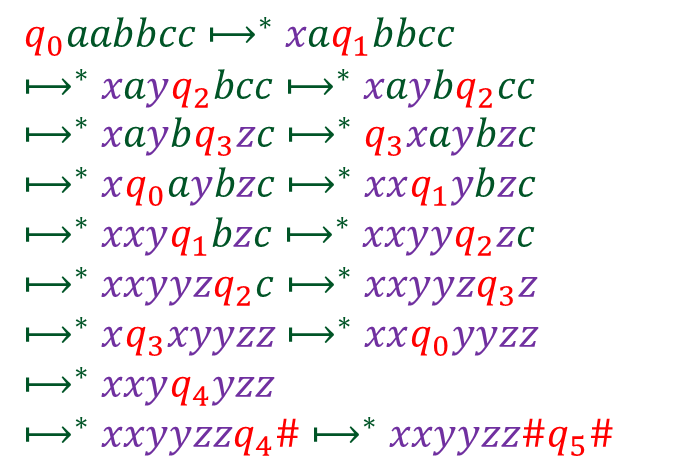 q₀aabbcc ⟼* xaq₁bbcc
⟼* xayq₂bcc ⟼* xaybq₂cc
⟼* xaybq₃zc ⟼* q₃xaybzc
⟼* xq₀aybzc ⟼* xxq₁ybzc
⟼* xxyq₁bzc ⟼* xxyyq₂zc
⟼* xxyyzq₂c ⟼* xxyyzq₃z
⟼* xq₃xyyzz ⟼* xxq₀yyzz
⟼* xxyq₄yzz
⟼* xxyyzzq₄# ⟼* xxyyzz#q₅#